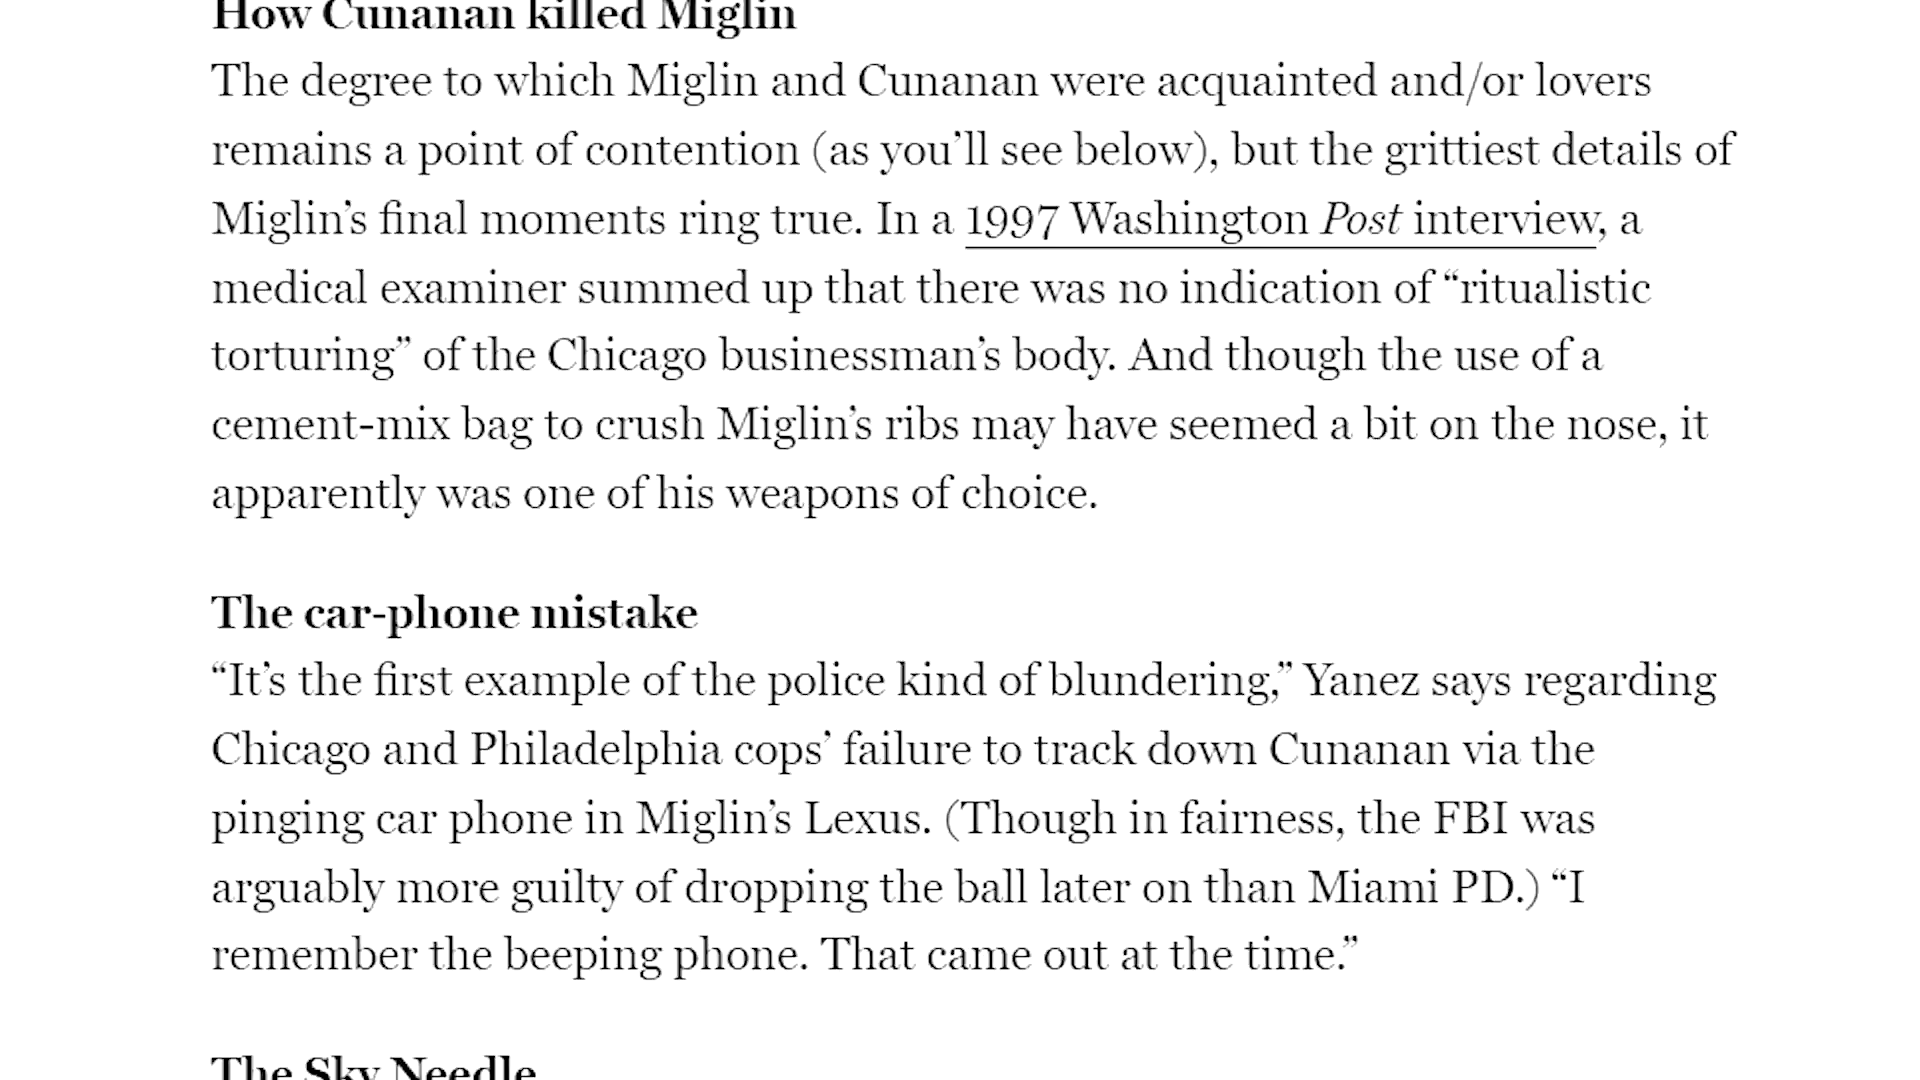 How Cunanan killed Miglin
The degree to which Miglin and Cunanan were acquainted and/or lovers
remains a point of contention (as you’ll see below), but the grittiest details of
Miglin’s final moments ring true. In a 1997 Washington Post interview, a
medical examiner summed up that there was no indication of “ritualistic
torturing” of the Chicago businessman’s body. And though the use of a
cement-mix bag to crush Miglin’s ribs may have seemed a bit on the nose, it
apparently was one of his weapons of choice.
The car-phone mistake
“It’s the first example of the police kind of blundering,” Yanez says regarding
Chicago and Philadelphia cops’ failure to track down Cunanan via the
pinging car phone in Miglin’s Lexus. (Though in fairness, the FBI was
arguably more guilty of dropping the ball later on than Miami PD.) “I
remember the beeping phone. That came out at the time.”
The Sky Needle